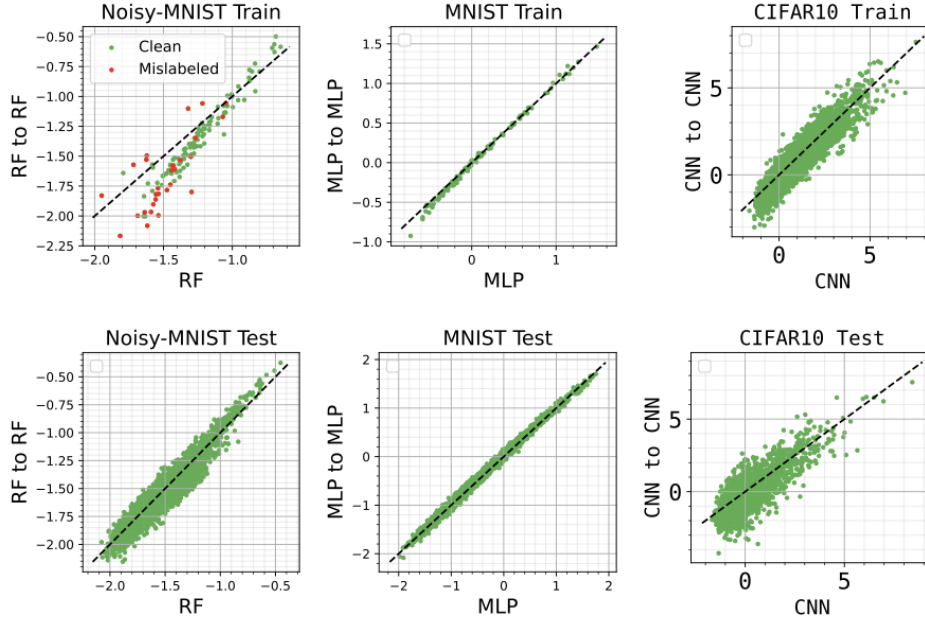 Noisy-MNIST Train
RF to RF
−0.50
−0.75
−1.00
−1.25
−1.50
−1.75
−2.00
−2.25
Clean
Mislabeled
−2.0
−1.5
−1.0
RF
MNIST Train
MLP to MLP
1.5
1.0
0.5
0.0
−0.5
−1.0
0
1
MLP
CIFAR10 Train
CNN to CNN
5
0
0
5
CNN
Noisy-MNIST Test
RF to RF
−0.50
−0.75
−1.00
−1.25
−1.50
−1.75
−2.00
−2.0
−1.5
−1.0
−0.5
RF
MNIST Test
MLP to MLP
2
1
0
−1
−2
−2
−1
0
1
2
MLP
CIFAR10 Test
CNN to CNN
5
0
0
5
CNN